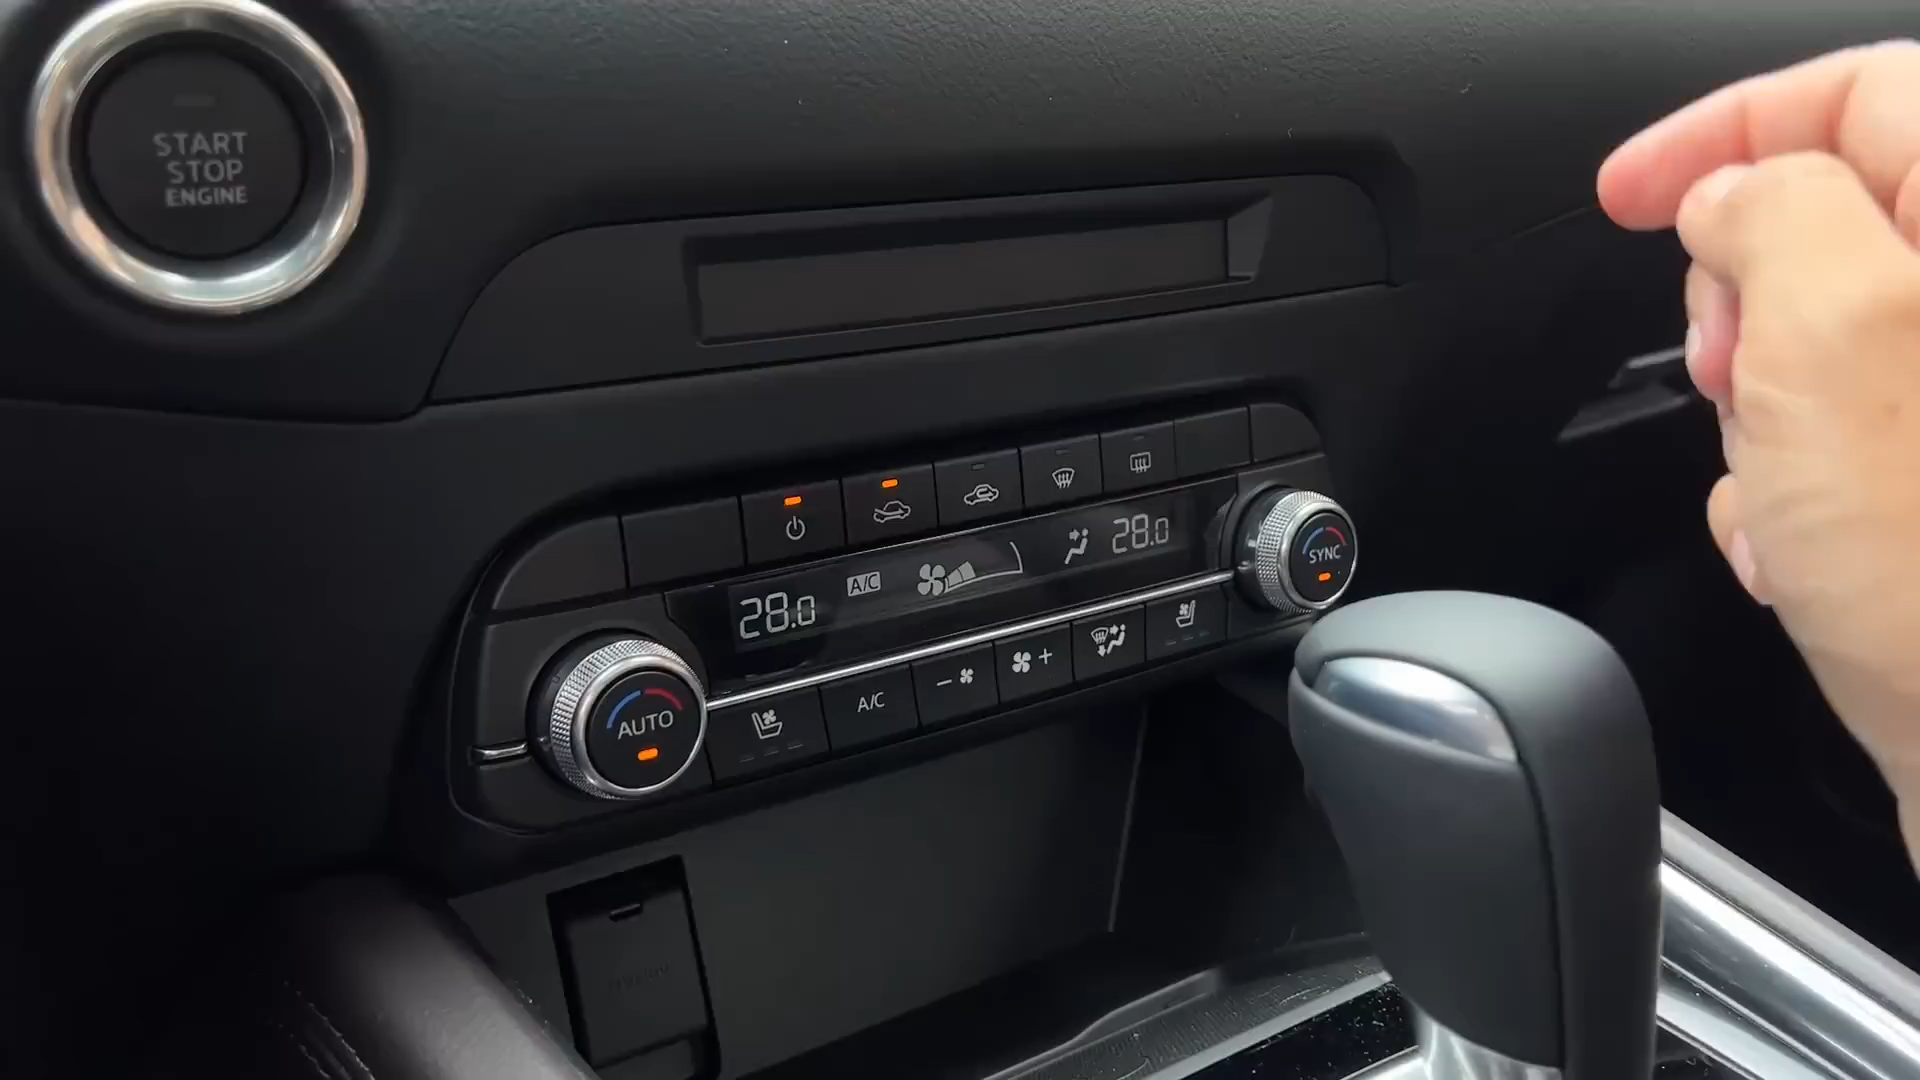 START
STOP
ENGINE
28.0
A/C
28.0
SYNC
AUTO
A/C